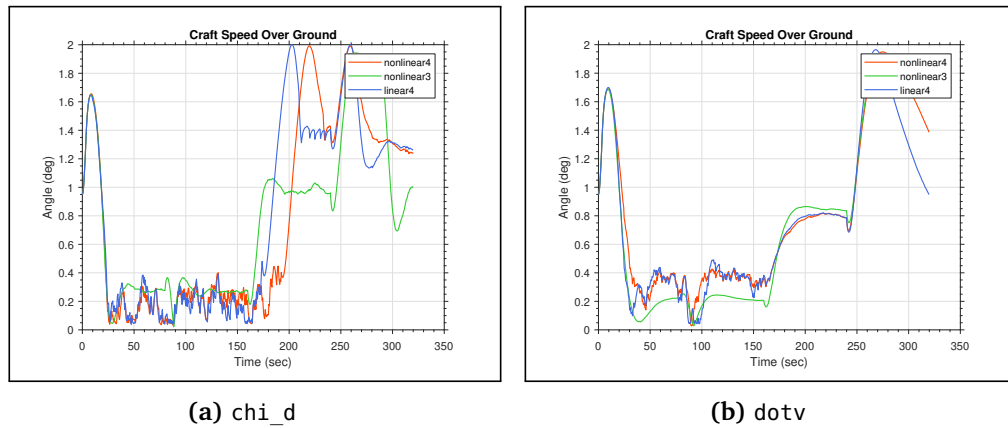 Craft Speed Over Ground
2
1.8
1.6
1.4
1.2
1
0.8
0.6
0.4
0.2
0
Angle (deg)
nonlinear4
nonlinear3
linear4
0 50 100 150 200 250 300 350
Time (sec)
(a) chi_d
Craft Speed Over Ground
2
1.8
1.6
1.4
1.2
1
0.8
0.6
0.4
0.2
0
Angle (deg)
nonlinear4
nonlinear3
linear4
0 50 100 150 200 250 300 350
Time (sec)
(b) dotv